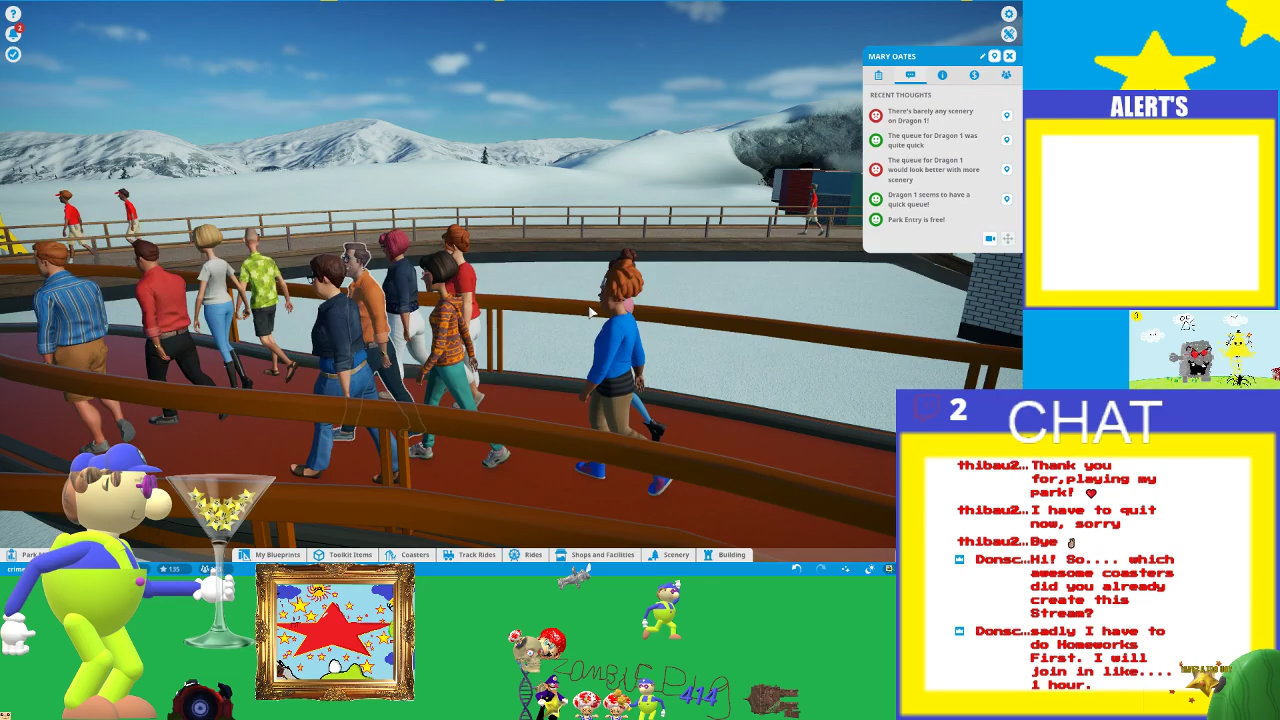 ?
2
MARY OATES
RECENT THOUGHTS
There's barely any scenery
on Dragon 1!
The queue for Dragon 1 was
quite quick
The queue for Dragon 1
would look better with more
scenery
Dragon 1 seems to have a
quick queue!
Park Entry is free!
ALERT'S
2
CHAT
thibau2... Thank you
for,playing my
park! ❤
thibau2... I have to quit
now, sorry
thibau2... Bye
Donsc... Hi! So.... which
awesome coasters
did you already
create this
Stream?
Donsc... sadly I have to
do Homeworks
First. I will
join in like....
1 hour.
Park
My Blueprints
Toolkit Items
Coasters
Track Rides
Rides
Shops and Facilities
Scenery
Building
crime
135
ZOMBIE Pig
414